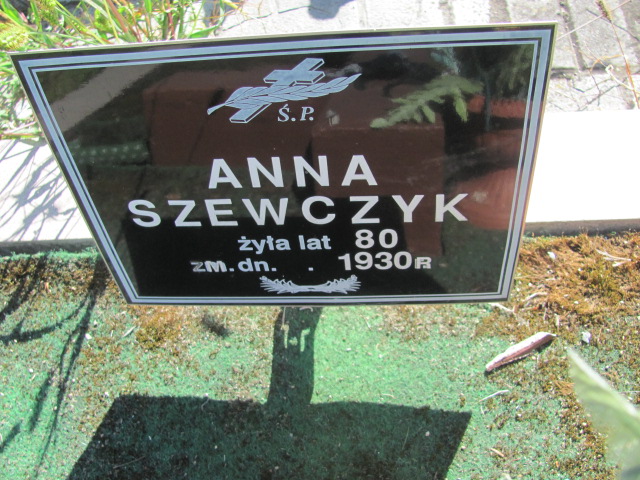 Ś.P.
ANNA
SZEWCZYK
żyła lat 80
zm.dn. . 1930R